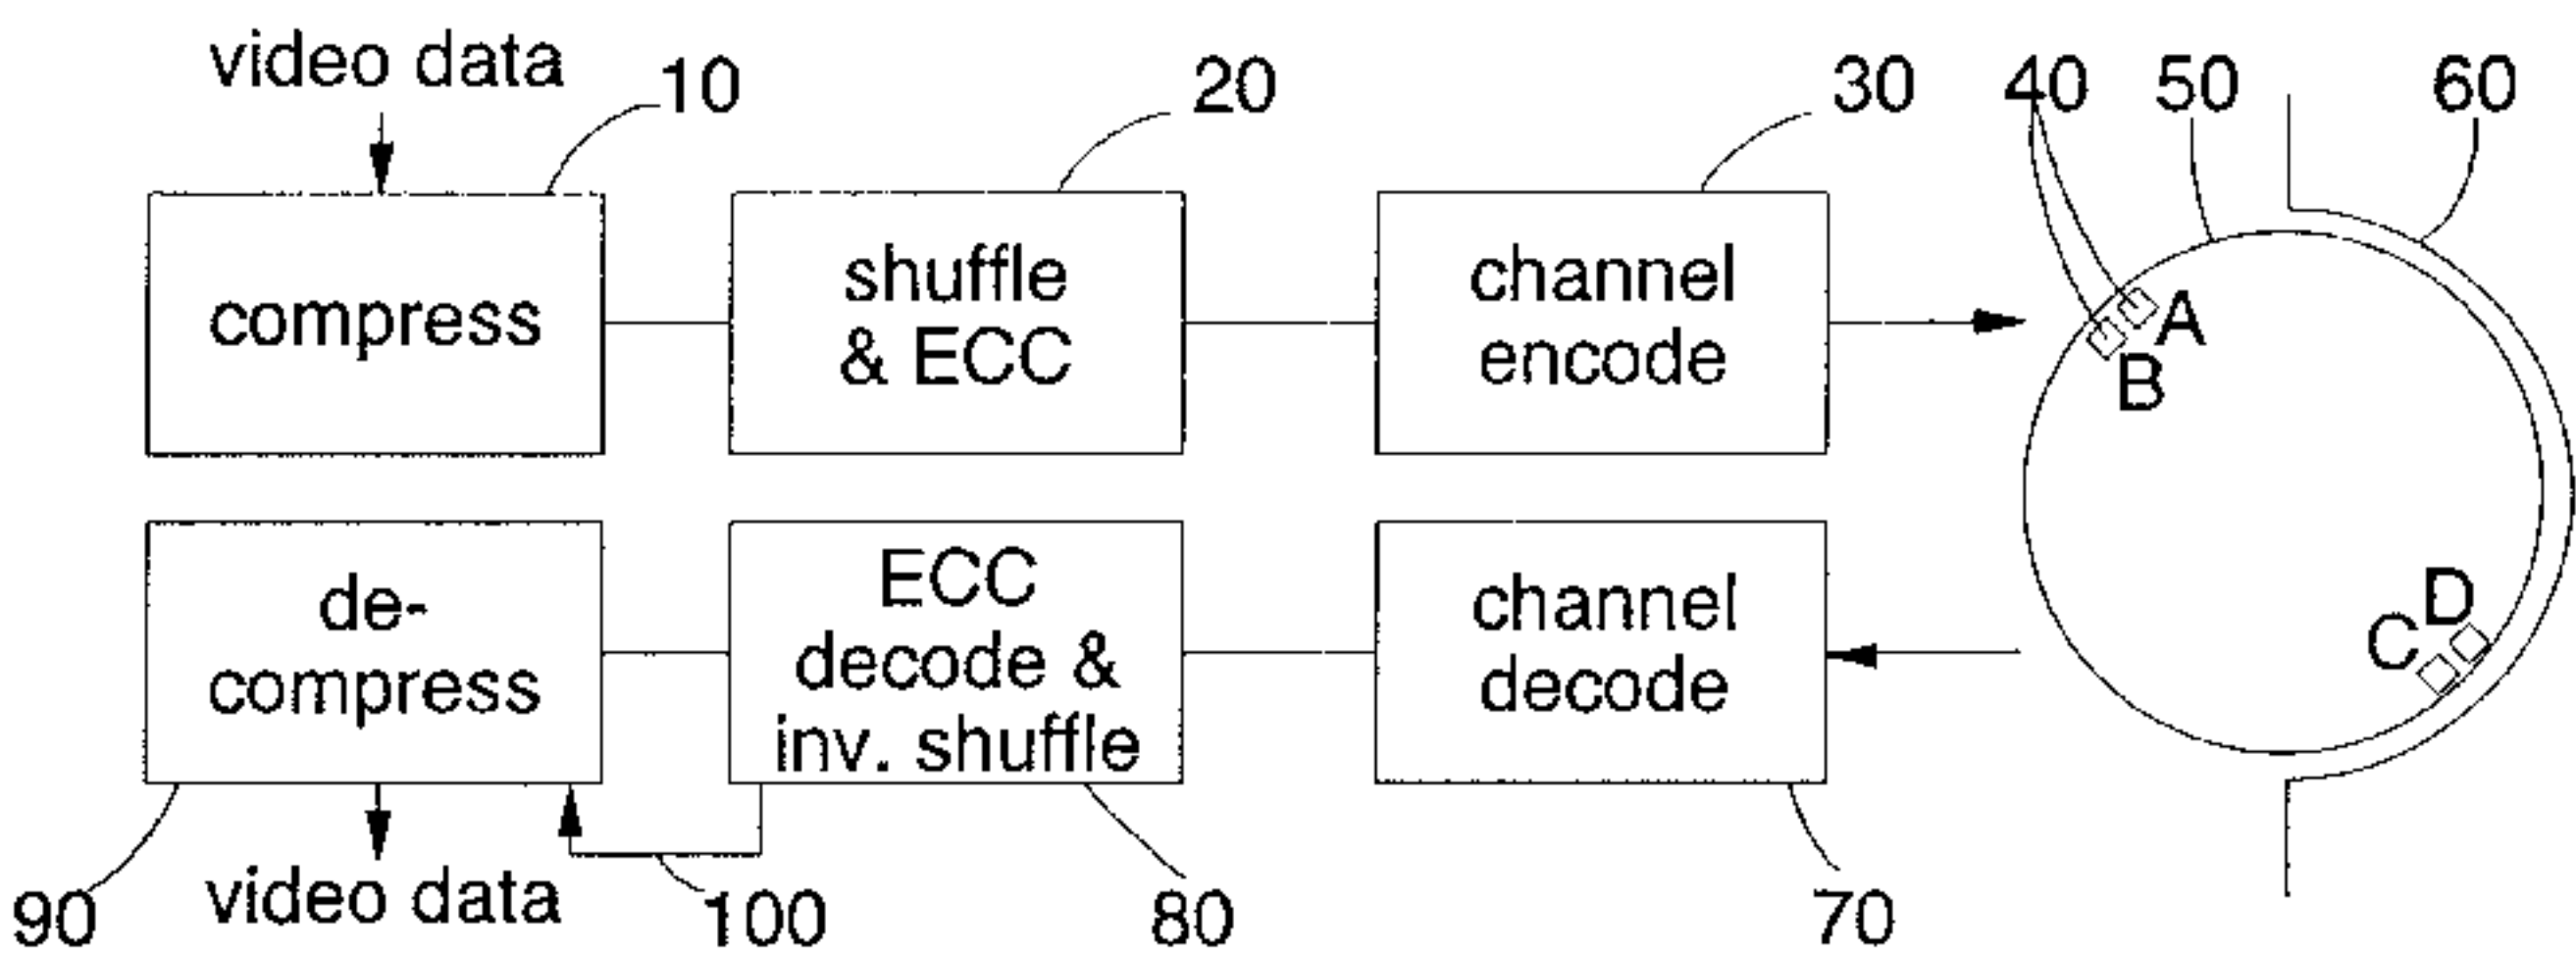 video data
10
20
30
40
50
60
compress
shuffle
& ECC
channel
encode
A
B
de-
compress
ECC
decode &
inv. shuffle
channel
decode
D
C
90
video data
100
80
70